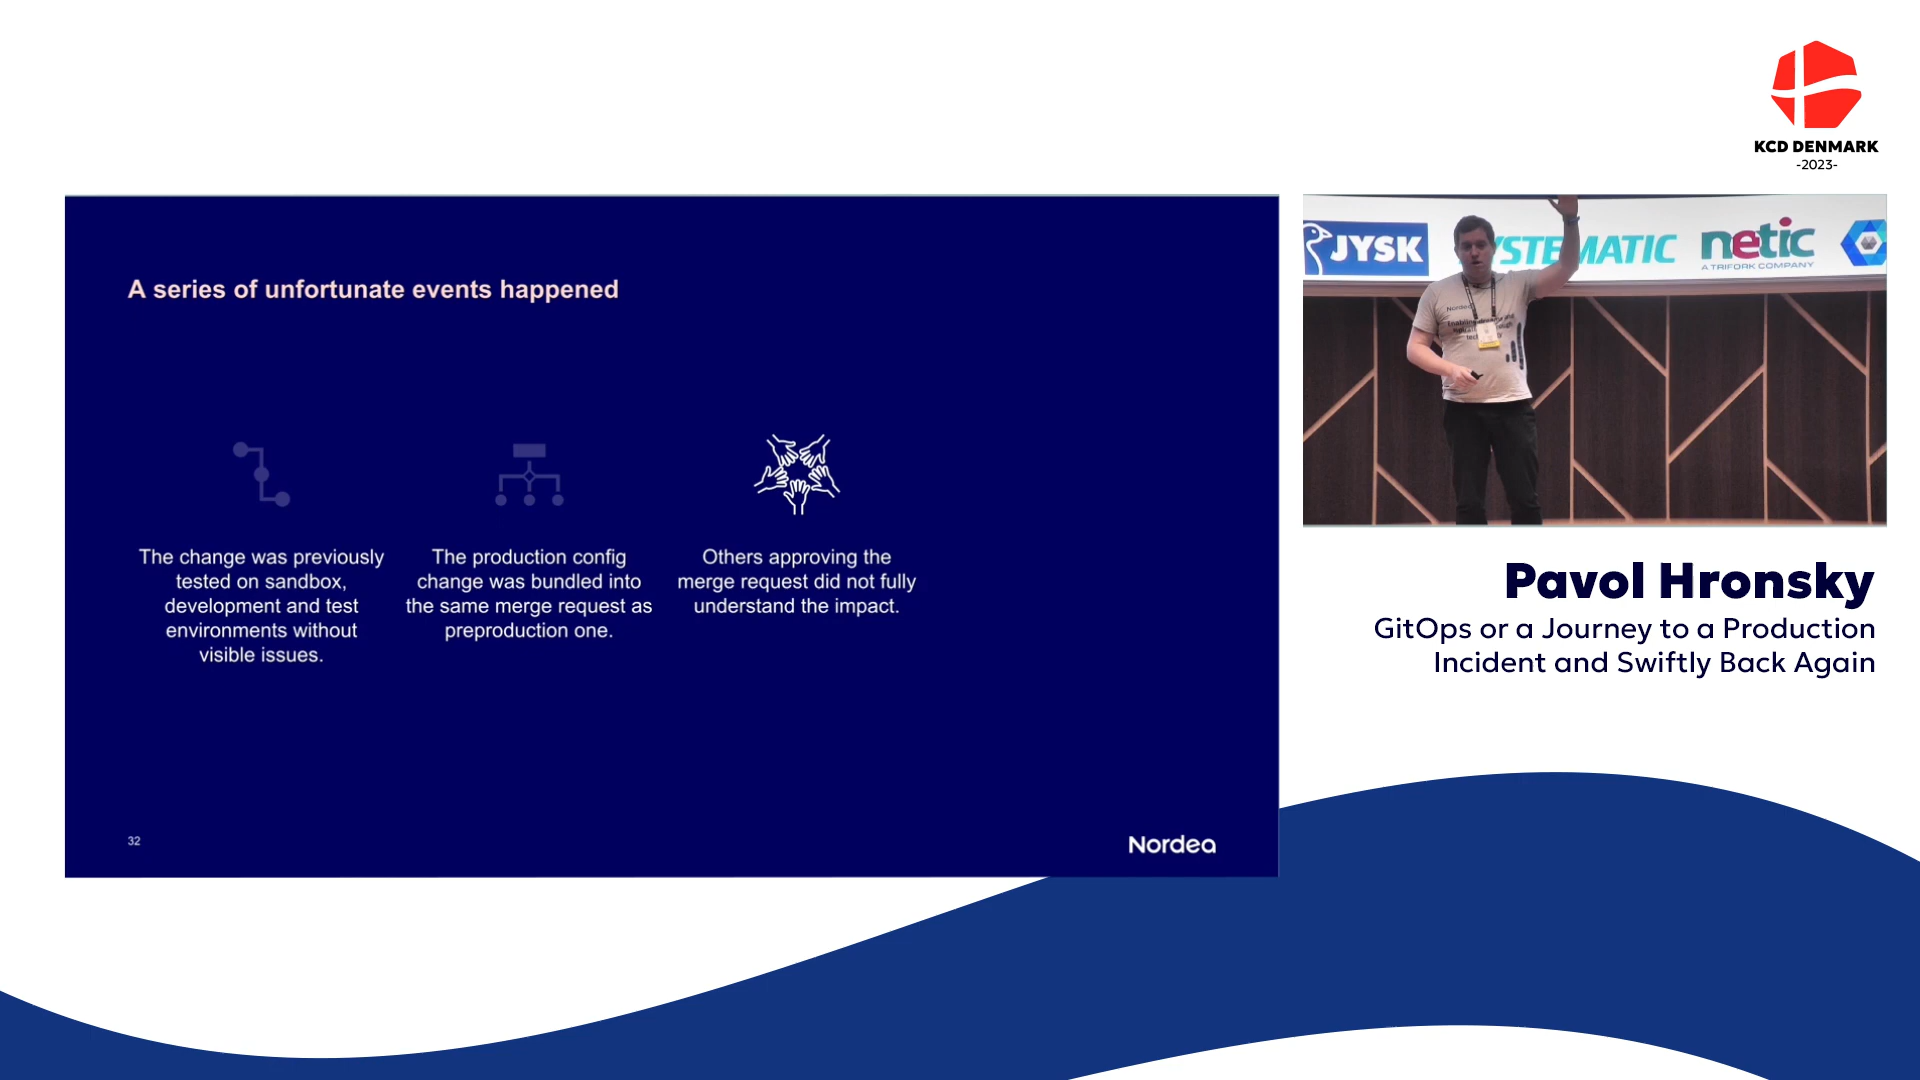 KCD DENMARK
-2023-
A series of unfortunate events happened
The change was previously
tested on sandbox,
development and test
environments without
visible issues.
The production config
change was bundled into
the same merge request as
preproduction one.
Others approving the
merge request did not fully
understand the impact.
32
Nordea
JYSK
SYSTEMATIC
netic
A TRIFORK COMPANY
Nordea
Pavol Hronsky
GitOps or a Journey to a Production
Incident and Swiftly Back Again